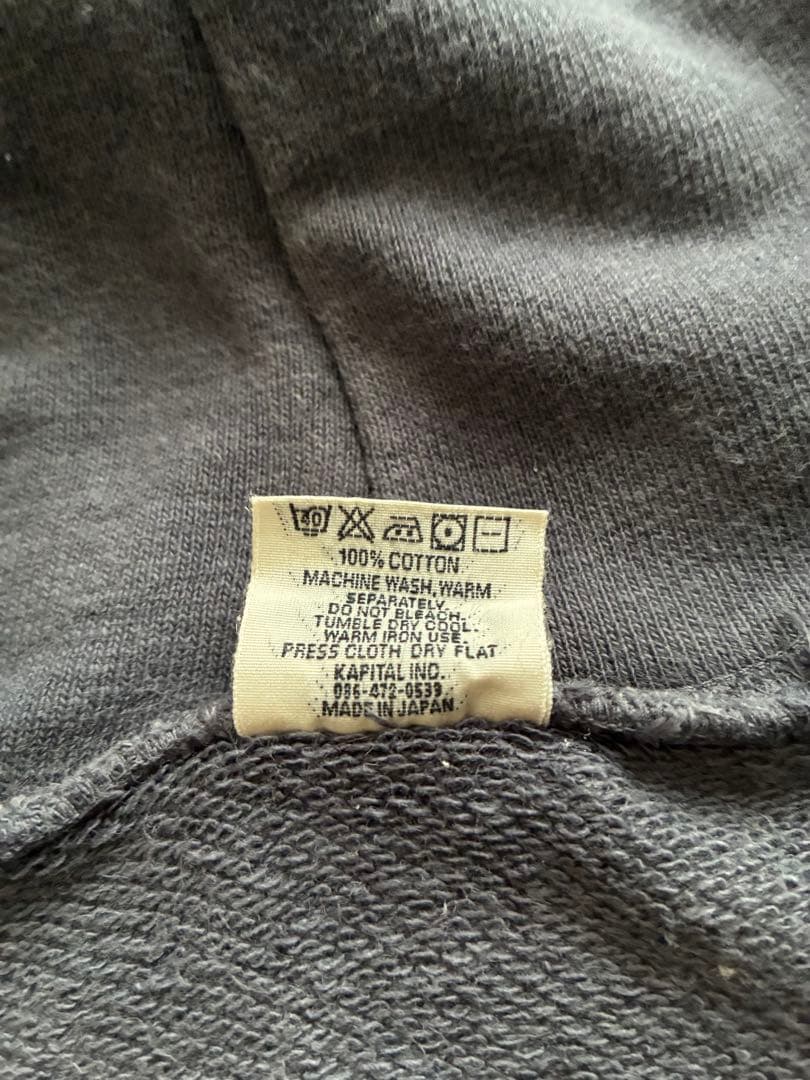 40
100% COTTON
MACHINE WASH, WARM
SEPARATELY.
DO NOT BLEACH.
TUMBLE DRY COOL.
WARM IRON USE.
PRESS CLOTH DRY FLAT
KAPITAL INC.
086-472-0539
MADE IN JAPAN